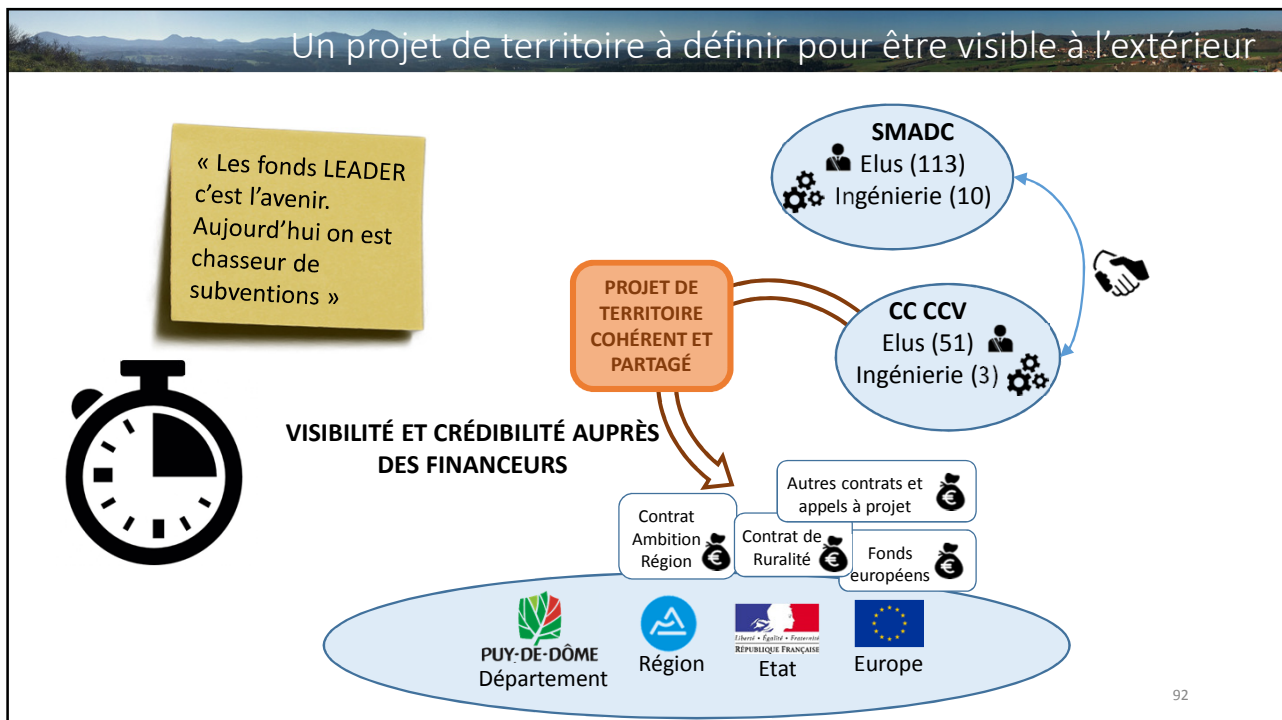 Un projet de territoire à définir pour être visible à l'extérieur
« Les fonds LEADER
c'est l'avenir.
Aujourd'hui on est
chasseur de
subventions »
SMADC
Elus (113)
Ingénierie (10)
PROJET DE
TERRITOIRE
COHÉRENT ET
PARTAGÉ
CC CCV
Elus (51)
Ingénierie (3)
VISIBILITÉ ET CRÉDIBILITÉ AUPRÈS
DES FINANCEURS
Autres contrats et
appels à projet
€
Contrat
Ambition
Région
€
Contrat de
Ruralité
€
Fonds
européens
€
PUY-DE-DÔME
Département
Région
Liberté • Égalité • Fraternité
RÉPUBLIQUE FRANÇAISE
Etat
Europe
92